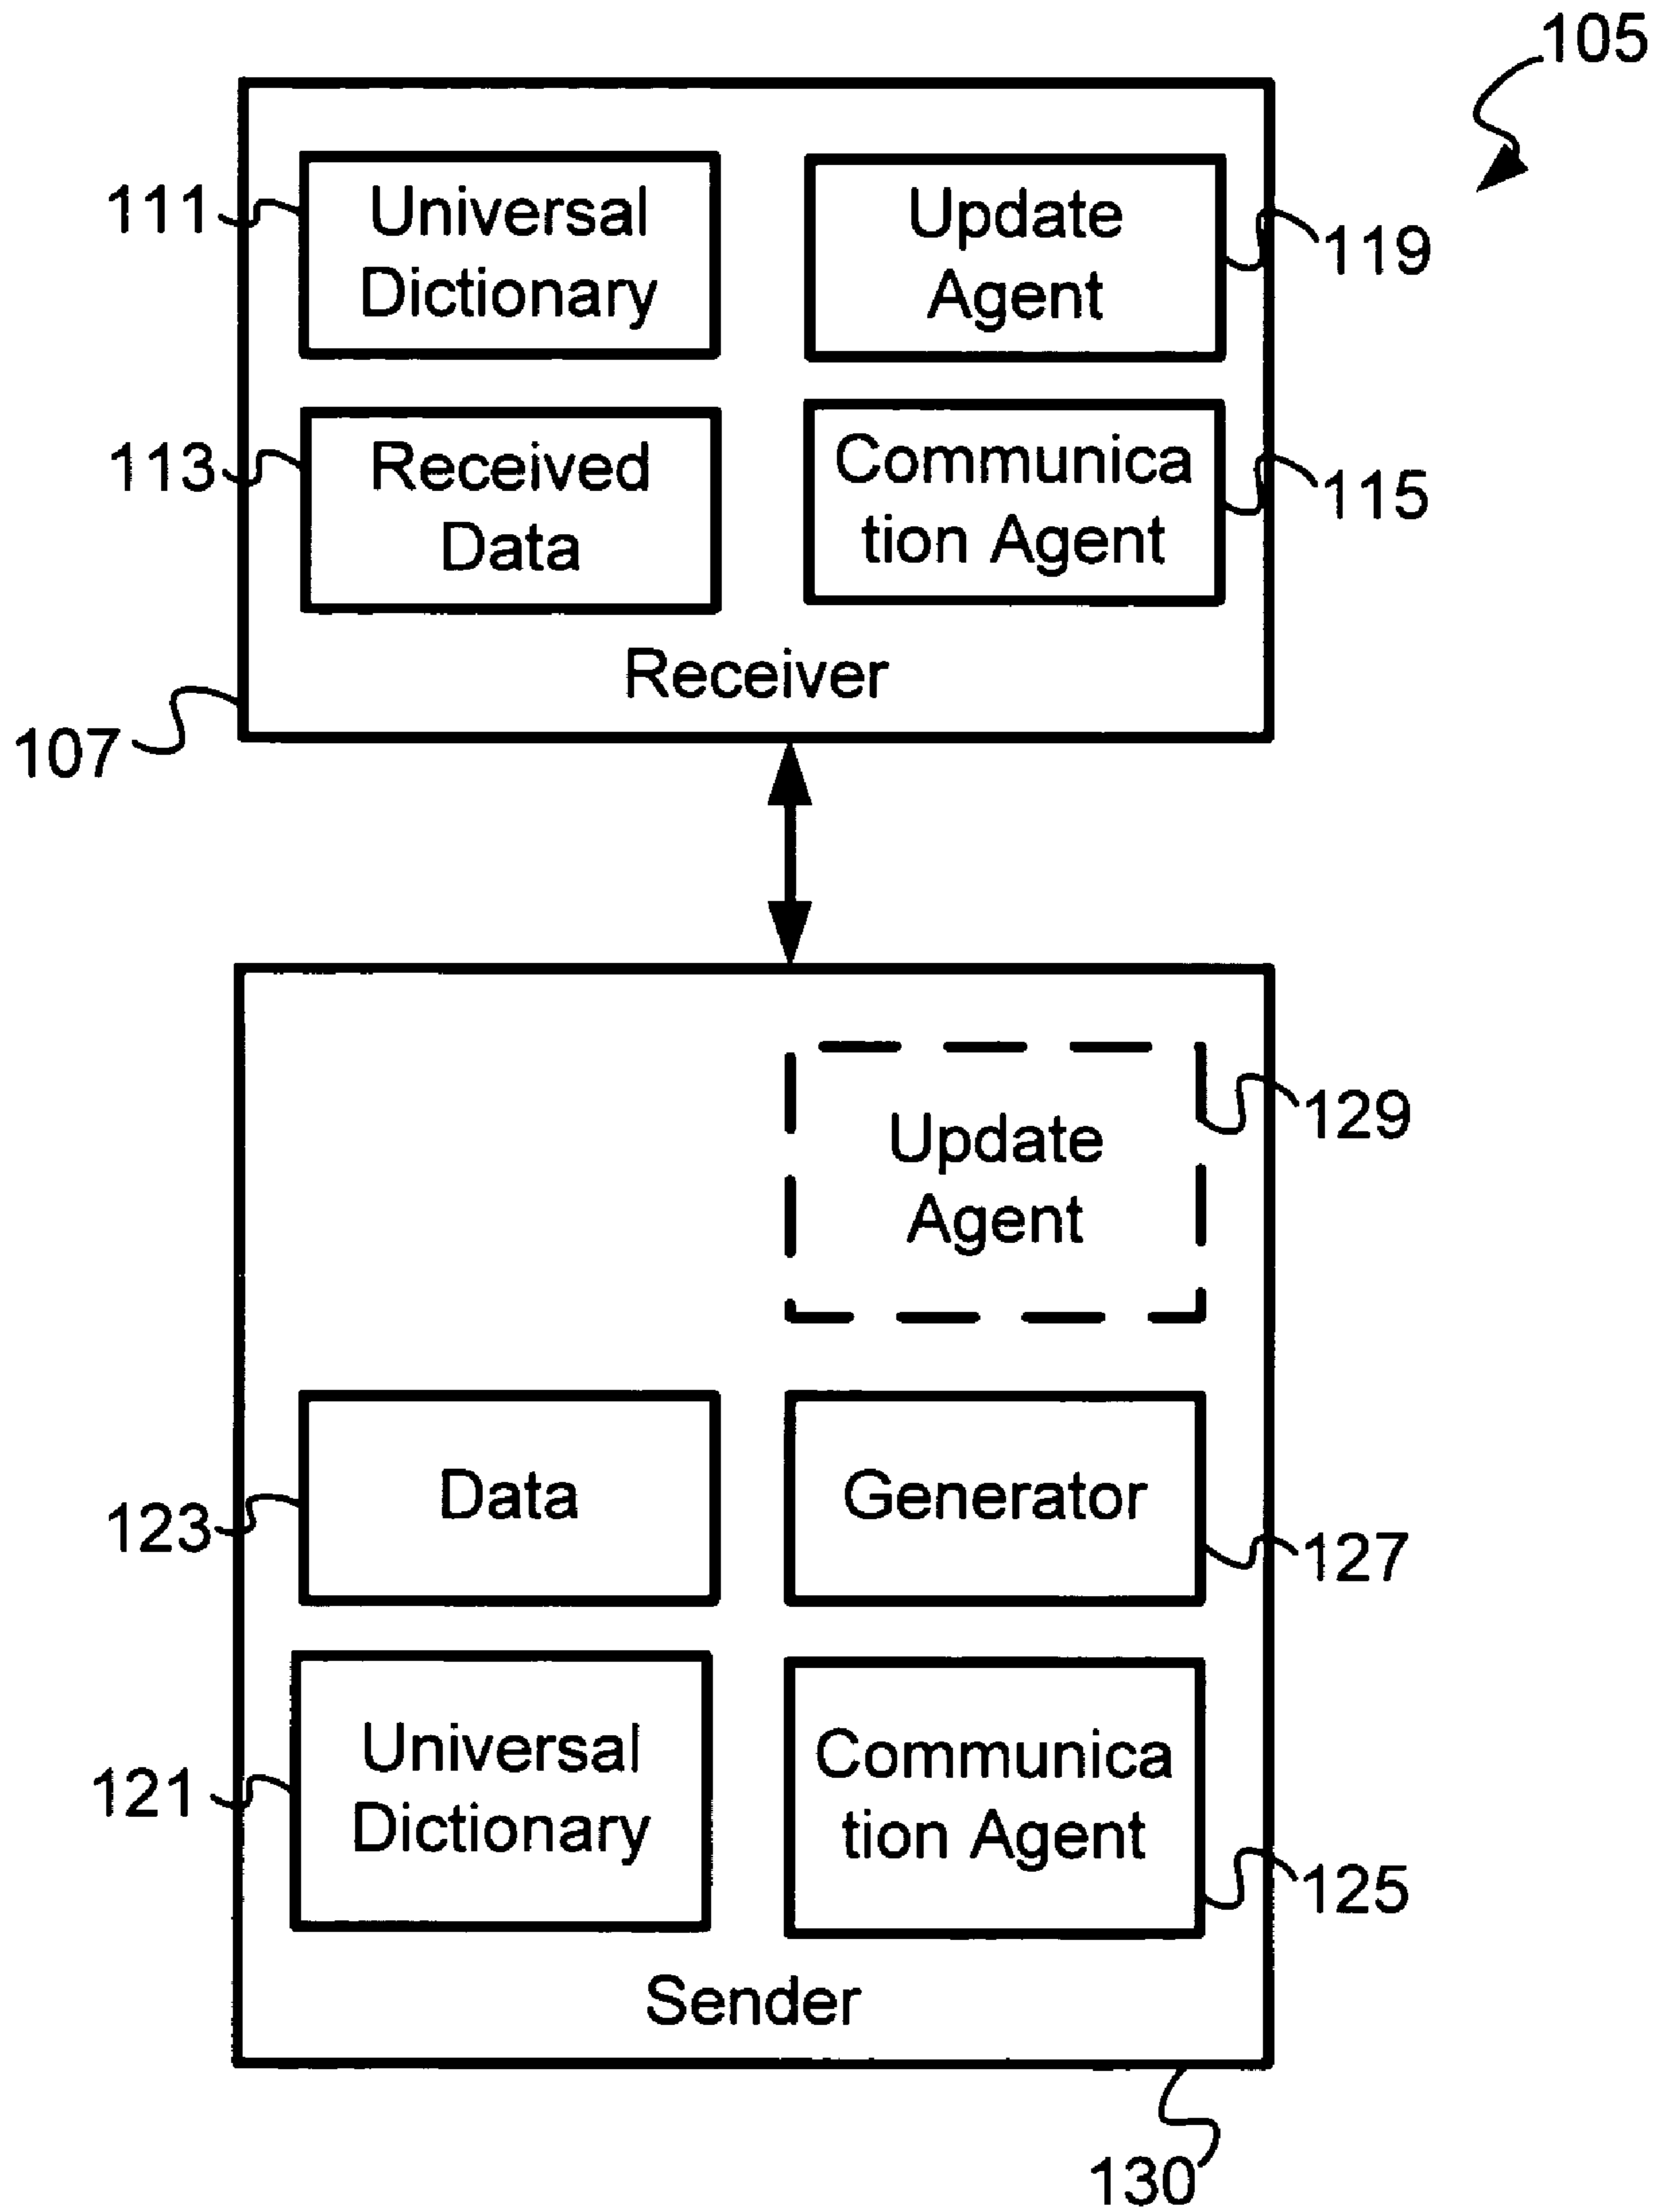 105
111
Universal
Dictionary
Update
Agent
119
113
Received
Data
Communica
tion Agent
115
Receiver
107
Update
Agent
129
123
Data
Generator
127
121
Universal
Dictionary
Communica
tion Agent
125
Sender
130